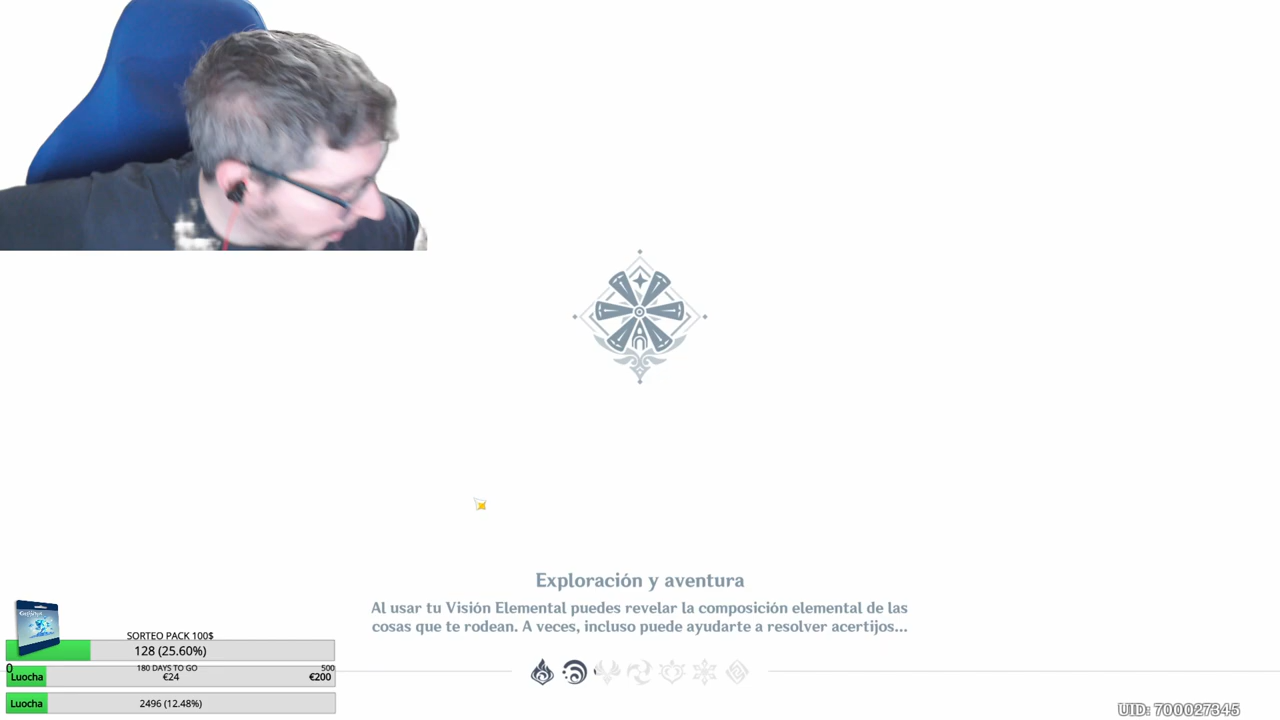 Exploración y aventura
Al usar tu Visión Elemental puedes revelar la composición elemental de las
cosas que te rodean. A veces, incluso puede ayudarte a resolver acertijos...
SORTEO PACK 100$
128 (25.60%)
0 180 DAYS TO GO 500
Luocha €24 €200
Luocha 2496 (12.48%)
UID: 700027345